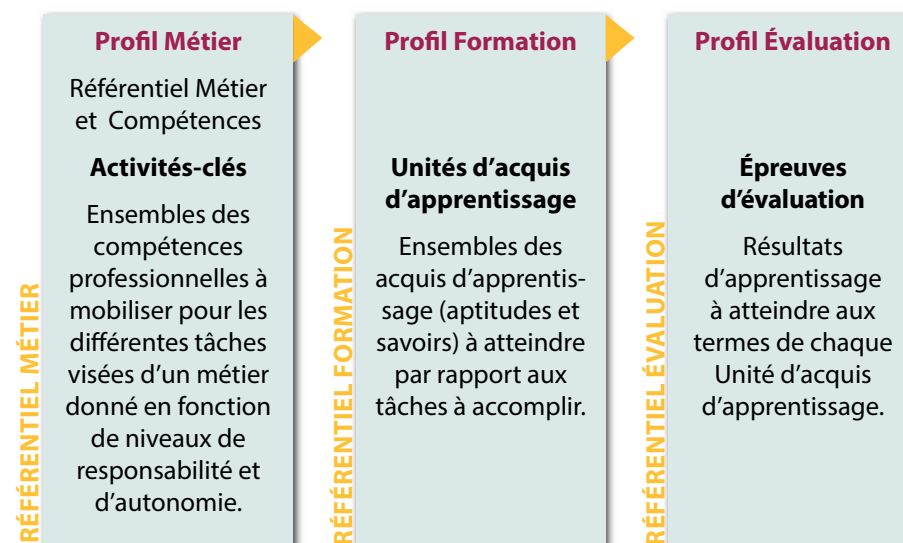 Profil Métier
Référentiel Métier
et Compétences
Activités-clés
Ensembles des
compétences
professionnelles à
mobiliser pour les
différentes tâches
visées d’un métier
donné en fonction
de niveaux de
responsabilité et
d’autonomie.
RÉFÉRENTIEL MÉTIER
Profil Formation
Unités d’acquis
d’apprentissage
Ensembles des
acquis d’apprentis-
sage (aptitudes et
savoirs) à atteindre
par rapport aux
tâches à accomplir.
RÉFÉRENTIEL FORMATION
Profil Évaluation
Épreuves
d’évaluation
Résultats
d’apprentissage
à atteindre aux
termes de chaque
Unité d’acquis
d’apprentissage.
RÉFÉRENTIEL ÉVALUATION